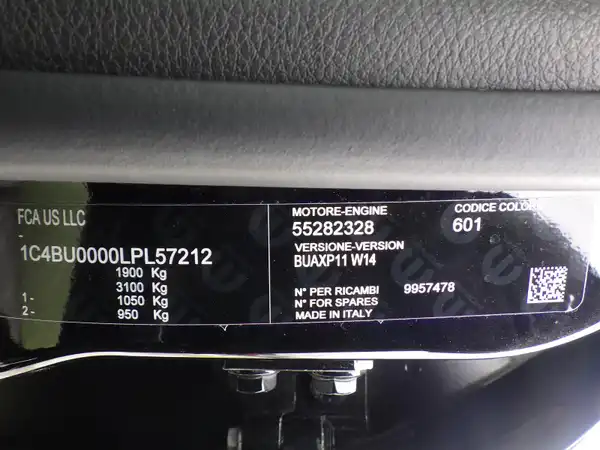 FCA US LLC
-
1C4BU0000LPL57212
1900 Kg
3100 Kg
1 - 1050 Kg
2 - 950 Kg
MOTORE-ENGINE CODICE COLORE
55282328 601
VERSIONE-VERSION
BUAXP11 W14
N° PER RICAMBI 9957478
N° FOR SPARES
MADE IN ITALY